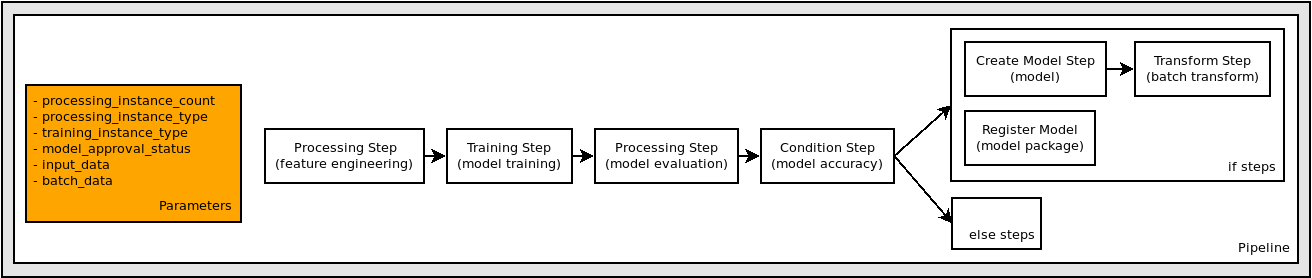 - processing_instance_count
- processing_instance_type
- training_instance_type
- model_approval_status
- input_data
- batch_data
Parameters
Processing Step
(feature engineering)
Training Step
(model training)
Processing Step
(model evaluation)
Condition Step
(model accuracy)
Create Model Step
(model)
Transform Step
(batch transform)
Register Model
(model package)
if steps
else steps
Pipeline